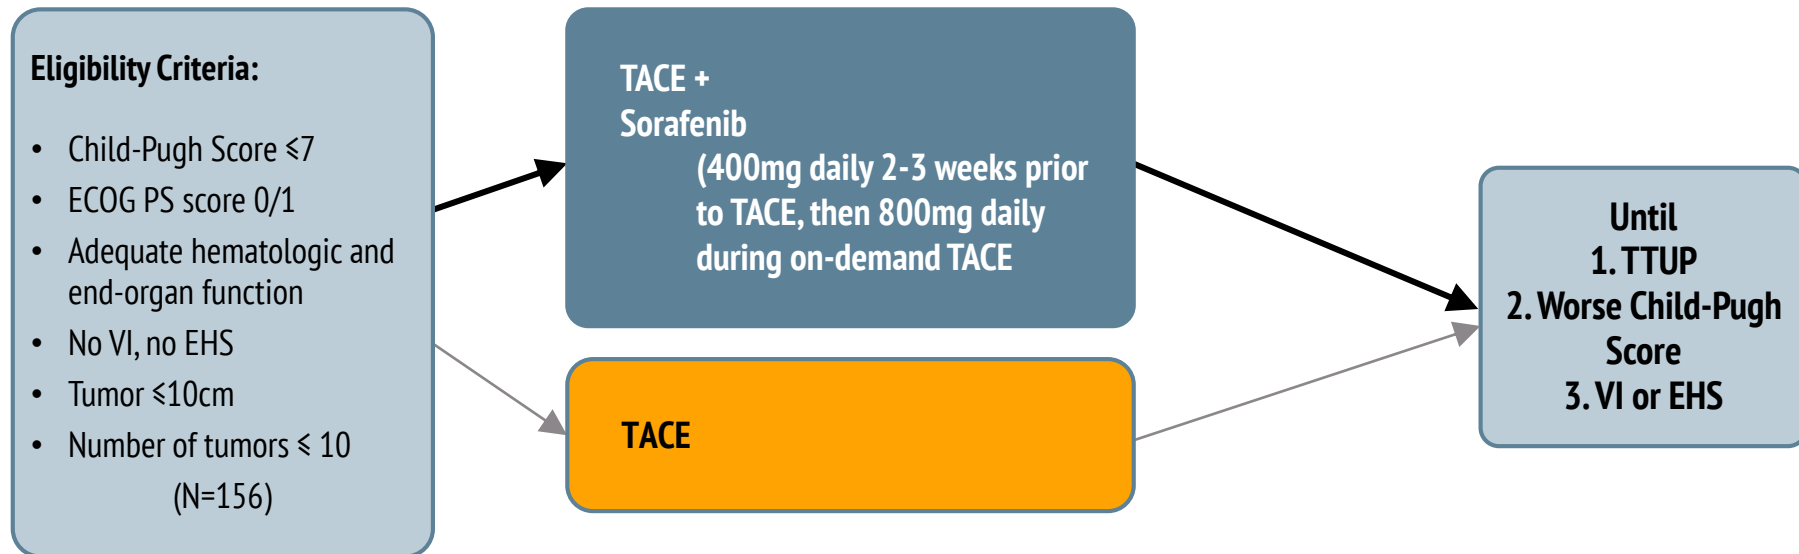 Eligibility Criteria:
• Child-Pugh Score ≤7
• ECOG PS score 0/1
• Adequate hematologic and
end-organ function
• No VI, no EHS
• Tumor ≤10cm
• Number of tumors ≤ 10
(N=156)
TACE +
Sorafenib
(400mg daily 2-3 weeks prior
to TACE, then 800mg daily
during on-demand TACE
TACE
Until
1. TTUP
2. Worse Child-Pugh
Score
3. VI or EHS